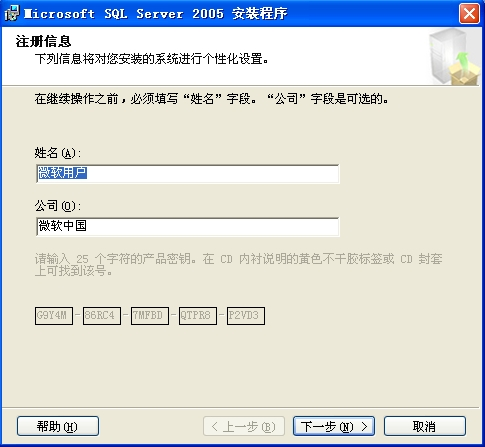 Microsoft SQL Server 2005 安装程序
注册信息
下列信息将对您安装的系统进行个性化设置。
在继续操作之前，必须填写“姓名”字段。“公司”字段是可选的。
姓名(A):
微软用户
公司(O):
微软中国
请输入 25 个字符的产品密钥。在 CD 内衬说明的黄色不干胶标签或 CD 封套
上可找到该号。
G9Y4M-86RC4-7MFBD-QTPR8-P2VD3
帮助(H) < 上一步(B) 下一步(N) > 取消